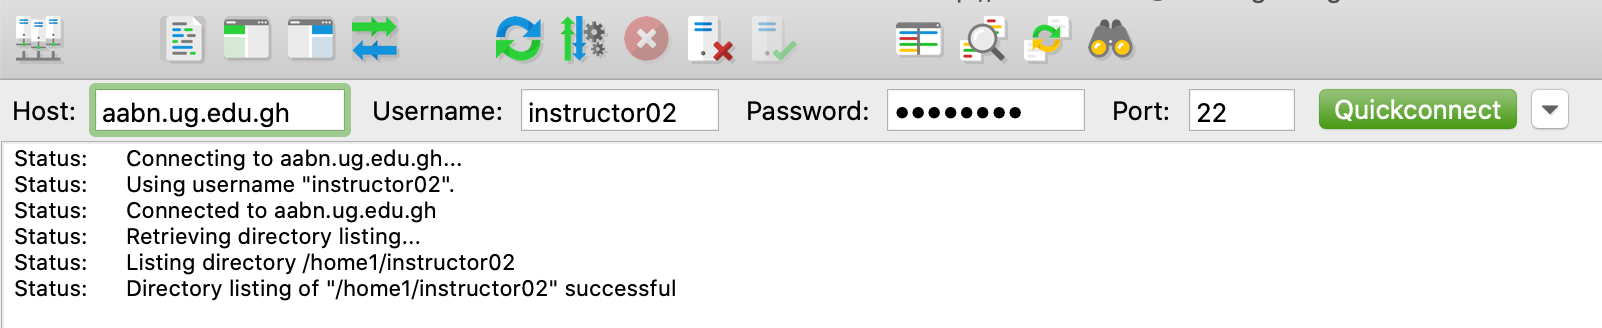 Host: aabn.ug.edu.gh Username: instructor02 Password: ●●●●●●●● Port: 22 Quickconnect
Status: Connecting to aabn.ug.edu.gh...
Status: Using username "instructor02".
Status: Connected to aabn.ug.edu.gh
Status: Retrieving directory listing...
Status: Listing directory /home1/instructor02
Status: Directory listing of "/home1/instructor02" successful